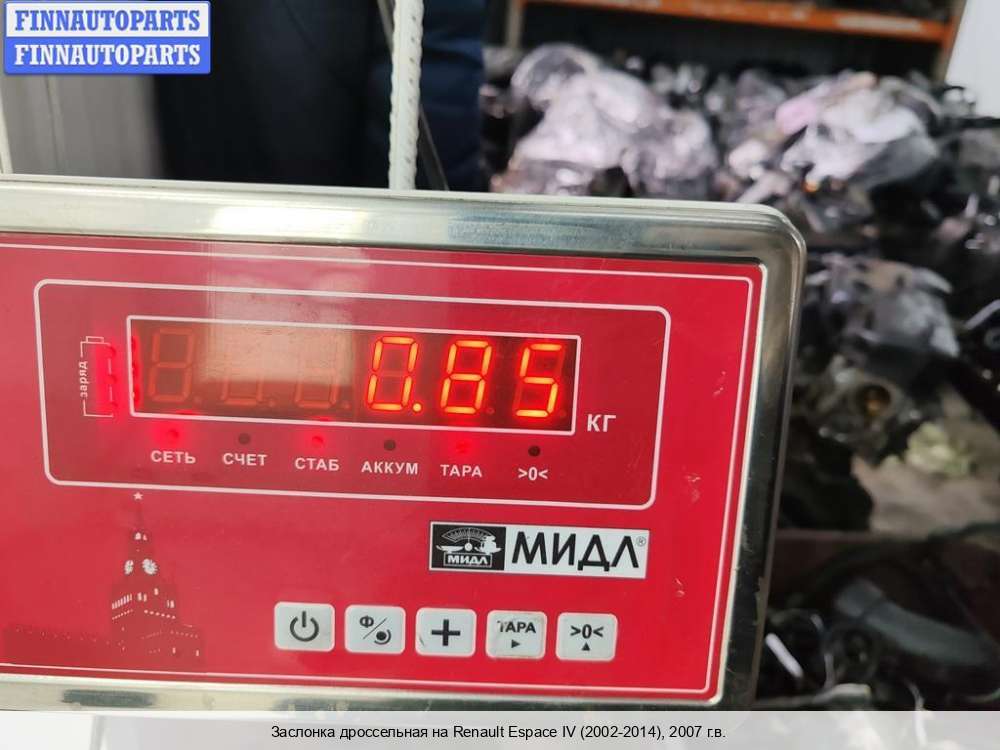 FINNAUTOPARTS
FINNAUTOPARTS
заряд
0.85
КГ
СЕТЬ СЧЕТ СТАБ АККУМ ТАРА >0<
МИДЛ
МИДЛ®
Ф
ТАРА >0<
Заслонка дроссельная на Renault Espace IV (2002-2014), 2007 г.в.